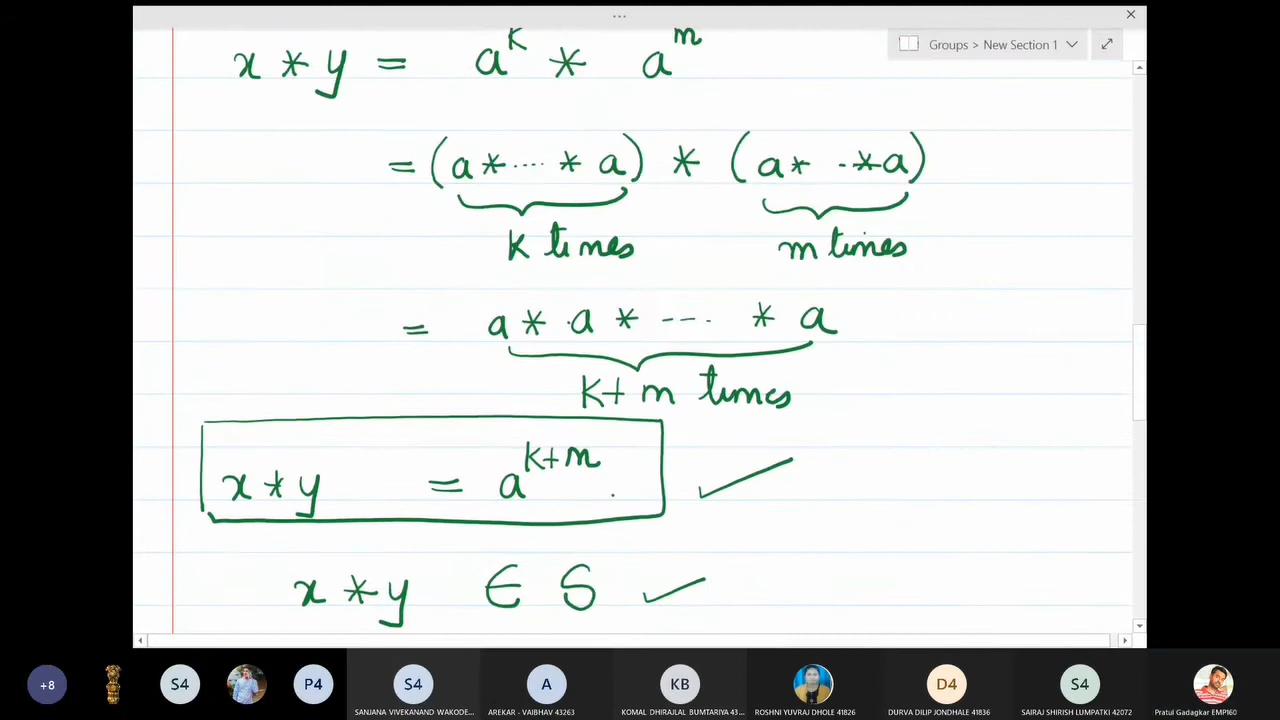 Groups > New Section 1
x * y = a^k * a^m
= (a * ···· * a) * (a * ·· * a)
k times m times
= a * a * --- · * a
k+m times
x * y = a^{k+m} .
x * y ∈ S
+8 S4 P4 S4 A KB D4 S4
SANJANA VIVEKANAND WAKODE... AREKAR - VAIBHAV 43263 KOMAL DHIRAJLAL BUMTARIYA 43... ROSHNI YUVRAJ DHOLE 41826 DURVA DILIP JONDHALE 41836 SAIRAJ SHIRISH LUMPATKI 42072 Pratul Gadagkar EMP160